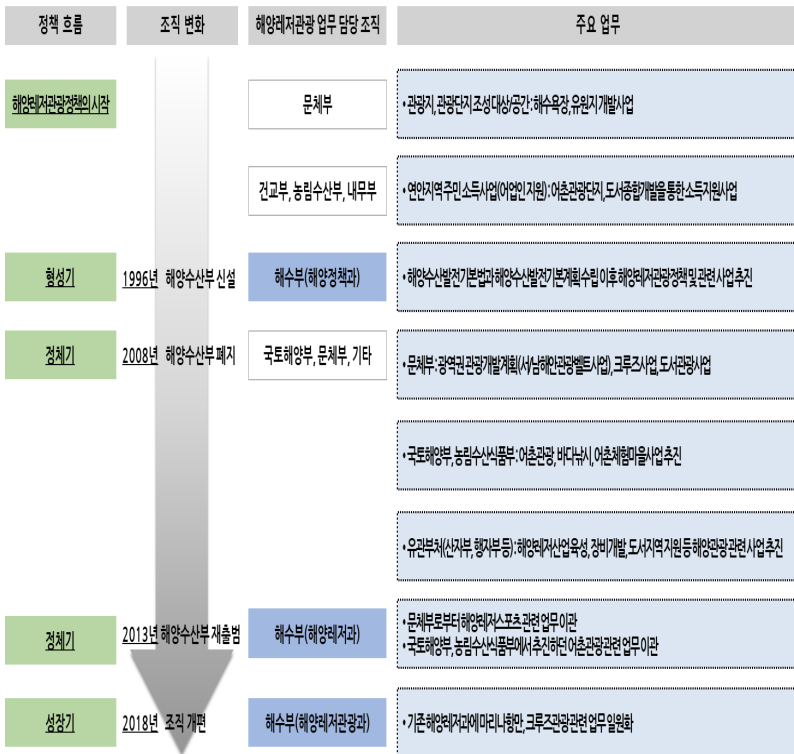 정책 흐름
조직 변화
해양레저관광 업무 담당 조직
주요 업무
해양레저관광정책의 시작
문체부
• 관광지, 관광단지 조성 대상/공간 : 해수욕장, 유원지 개발사업
건교부, 농림수산부, 내무부
• 연안지역 주민 소득사업(어업인 지원) : 어촌관광단지, 도서종합개발을 통한 소득지원사업
형성기
1996년 해양수산부 신설
해수부(해양정책과)
• 해양수산발전기본법과 해양수산발전기본계획 수립 이후 해양레저관광정책 및 관련 사업 추진
정체기
2008년 해양수산부 폐지
국토해양부, 문체부, 기타
• 문체부 : 광역권 관광개발계획(서/남해안관광벨트사업), 크루즈사업, 도서관광사업
• 국토해양부, 농림수산식품부 : 어촌관광, 바다낚시, 어촌체험마을사업 추진
• 유관부처(산자부, 행자부 등) : 해양레저산업 육성, 장비개발, 도서지역 지원 등 해양관광 관련 사업 추진
정체기
2013년 해양수산부 재출범
해수부(해양레저과)
• 문체부로부터 해양레저스포츠 관련 업무 이관
• 국토해양부, 농림수산식품부에서 추진하던 어촌관광 관련 업무 이관
성장기
2018년 조직 개편
해수부(해양레저관광과)
• 기존 해양레저과에 마리나항만, 크루즈관광 관련 업무 일원화